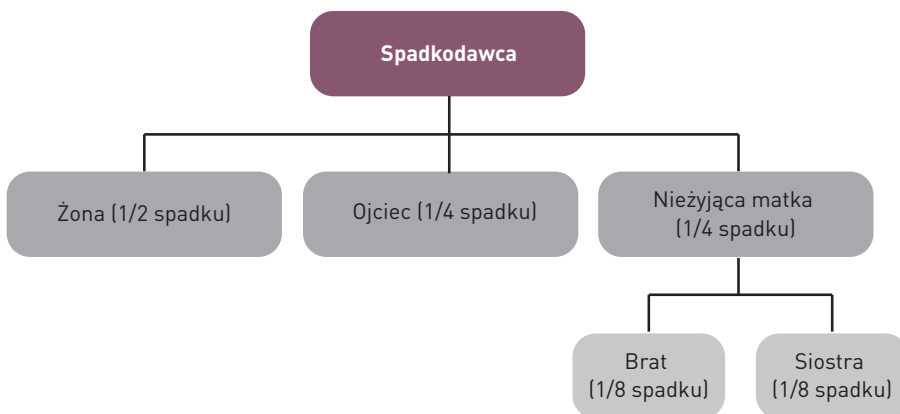 Spadkodawca
Żona (1/2 spadku)
Ojciec (1/4 spadku)
Nieżyjąca matka
(1/4 spadku)
Brat
(1/8 spadku)
Siostra
(1/8 spadku)